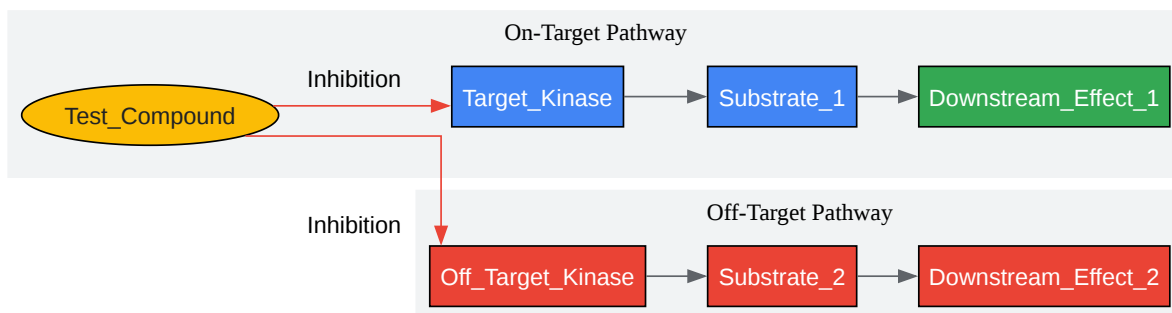 On-Target Pathway
Inhibition
Test_Compound
Target_Kinase
Substrate_1
Downstream_Effect_1
Inhibition
Off-Target Pathway
Off_Target_Kinase
Substrate_2
Downstream_Effect_2